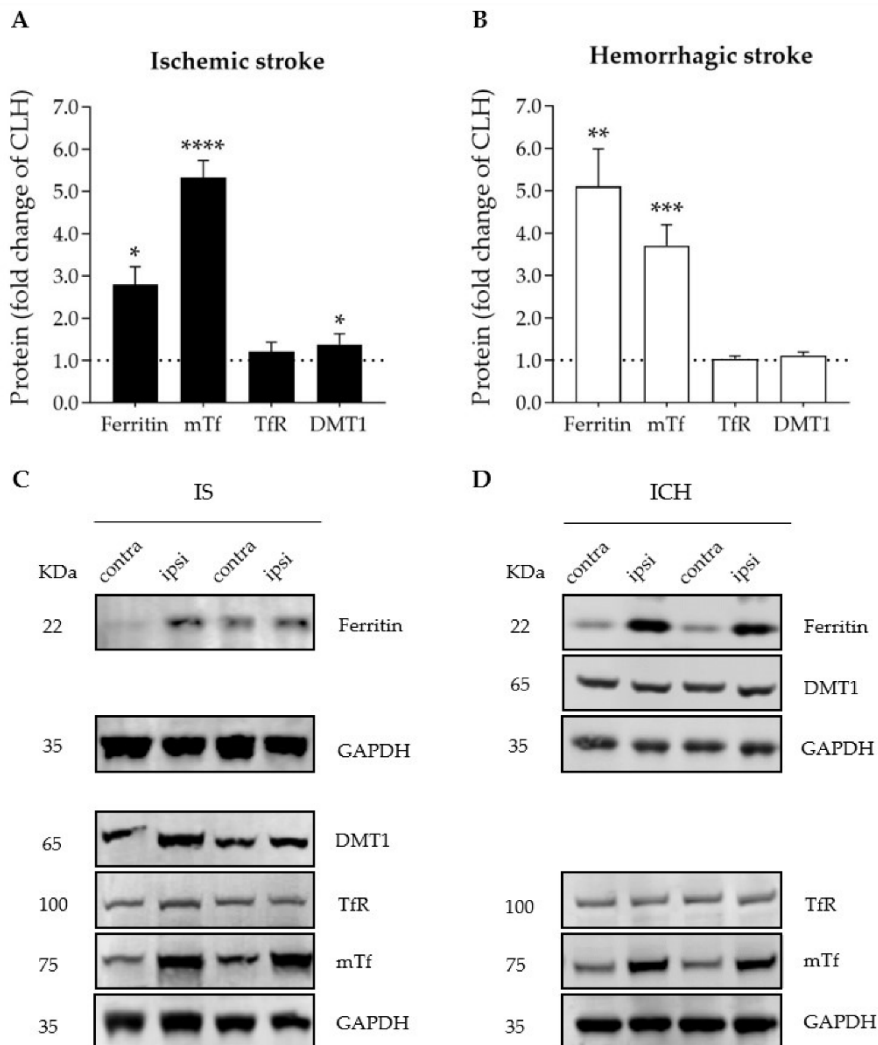 A
Ischemic stroke
Protein (fold change of CLH)
7.0
6.0
5.0
4.0
3.0
2.0
1.0
0.0
*
****
*
Ferritin mTf TfR DMT1
B
Hemorrhagic stroke
Protein (fold change of CLH)
7.0
6.0
5.0
4.0
3.0
2.0
1.0
0.0
**
***
Ferritin mTf TfR DMT1
C
IS
KDa contra ipsi contra ipsi
22 Ferritin
35 GAPDH
65 DMT1
100 TfR
75 mTf
35 GAPDH
D
ICH
KDa contra ipsi contra ipsi
22 Ferritin
65 DMT1
35 GAPDH
100 TfR
75 mTf
35 GAPDH